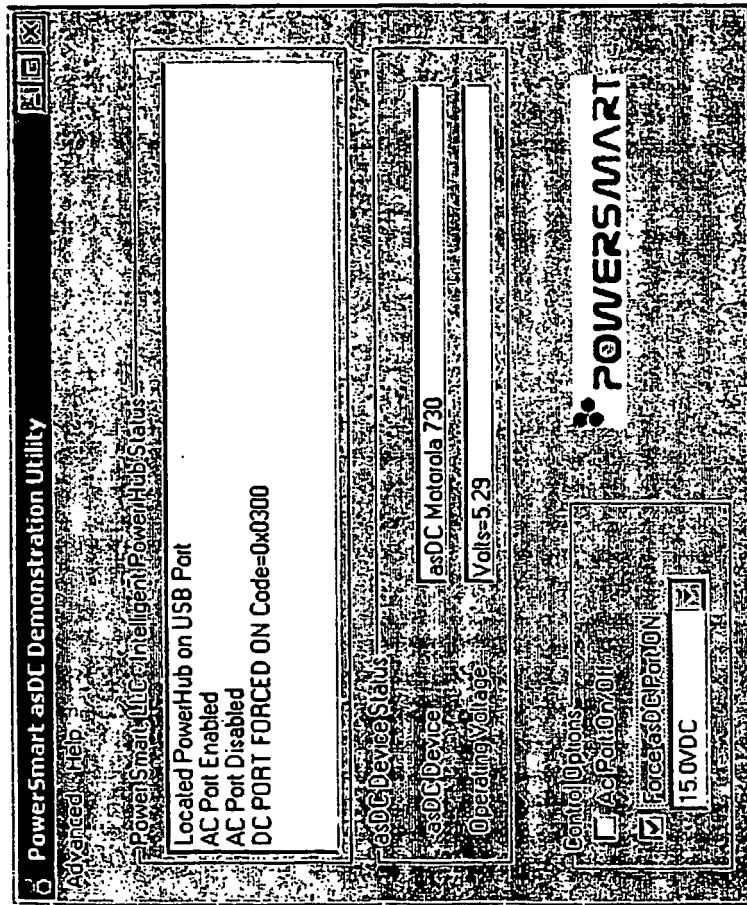 PowerSmart asDC Demonstration Utility
Advanced Help
PowerSmart LLC - Intelligent PowerHub Status
Located PowerHub on USB Port
AC Port Enabled
AC Port Disabled
DC PORT FORCED ON Code=0x0300
asDC Device Status
asDC Device
asDC Motorola 730
Operating Voltage
Volts=5.29
Control Options
AC Port On/Off
Force asDC Port ON
15.0VDC
POWERSMART